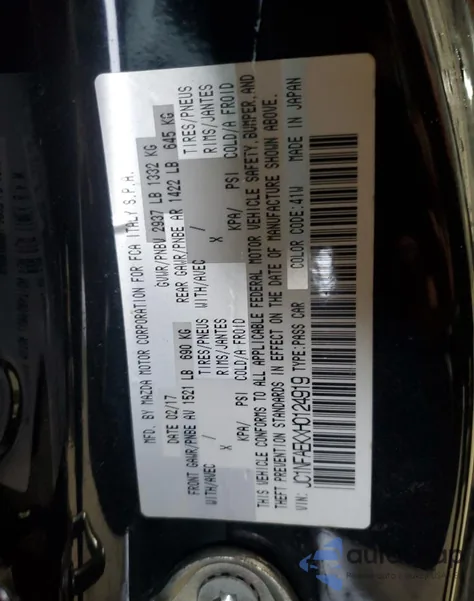 MFD. BY MAZDA MOTOR CORPORATION FOR FCA ITALY S.P.A.
DATE 02/17 GVWR/PNBV 2937 LB 1332 KG
FRONT GAWR/PNBE AV 1521 LB 690 KG REAR GAWR/PNBE AR 1422 LB 645 KG
WITH/AVEC / TIRES/PNEUS WITH/AVEC / TIRES/PNEUS
X RIMS/JANTES X RIMS/JANTES
KPA/ PSI COLD/A FROID KPA/ PSI COLD/A FROID
THIS VEHICLE CONFORMS TO ALL APPLICABLE FEDERAL MOTOR VEHICLE SAFETY, BUMPER, AND
THEFT PREVENTION STANDARDS IN EFFECT ON THE DATE OF MANUFACTURE SHOWN ABOVE.
VIN: JC1NFAEKXH0124919 TYPE:PASS CAR COLOR CODE:41W MADE IN JAPAN